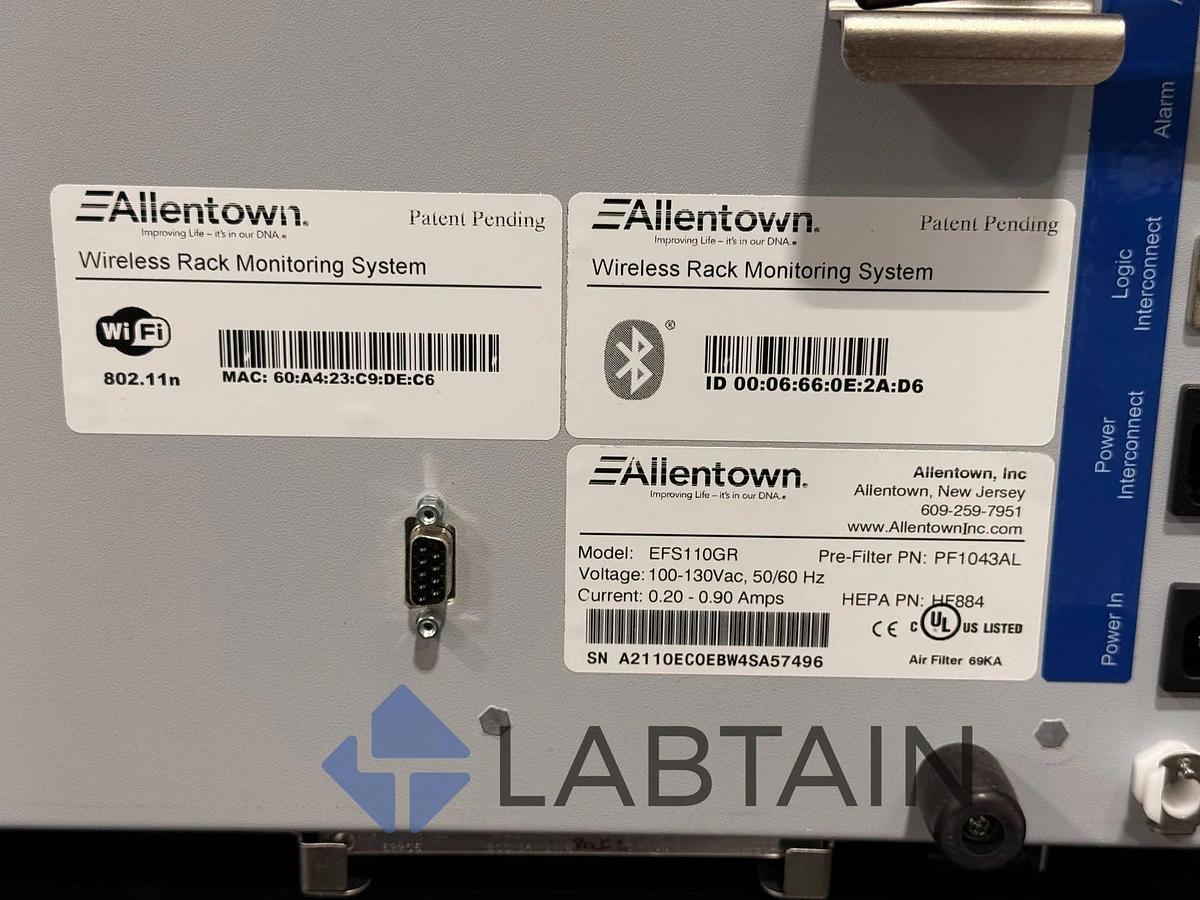 Allentown®
Patent Pending
Improving Life – it's in our DNA.®
Wireless Rack Monitoring System
Wi Fi
802.11n
MAC: 60:A4:23:C9:DE:C6
Allentown®
Patent Pending
Improving Life – it's in our DNA.®
Wireless Rack Monitoring System
®
ID 00:06:66:0E:2A:D6
Allentown®
Improving Life – it's in our DNA.®
Allentown, Inc
Allentown, New Jersey
609-259-7951
www.AllentownInc.com
Model: EFS110GR
Pre-Filter PN: PF1043AL
Voltage: 100-130Vac, 50/60 Hz
Current: 0.20 - 0.90 Amps
HEPA PN: HF884
CE C UL US LISTED
SN A2110EC0EBW4SA57496
Air Filter 69KA
Alarm
Logic
Interconnect
Power
Interconnect
Power In
LABTAIN